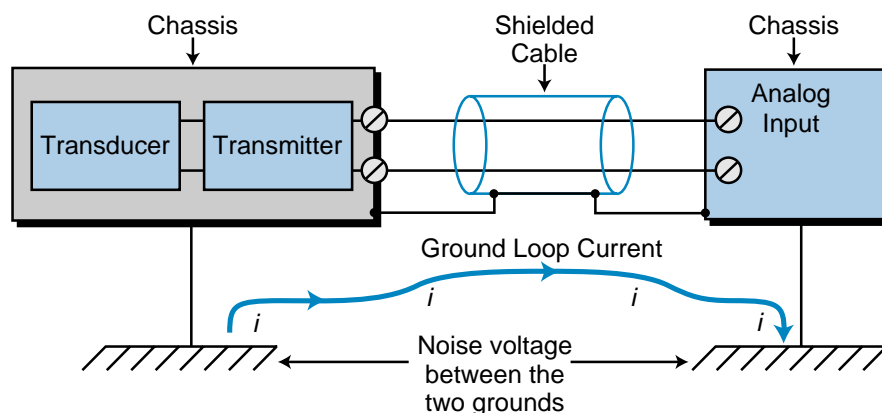 Chassis
Shielded
Cable
Chassis
Transducer
Transmitter
Analog
Input
Ground Loop Current
i
i
i
i
Noise voltage
between the
two grounds